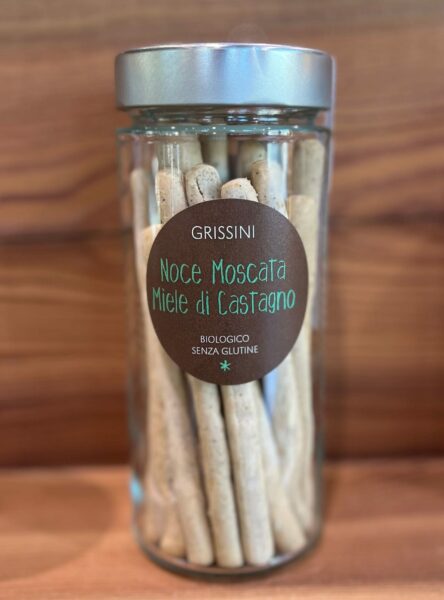 GRISSINI
Noce Moscata
Miele di Castagno
BIOLOGICO
SENZA GLUTINE
*